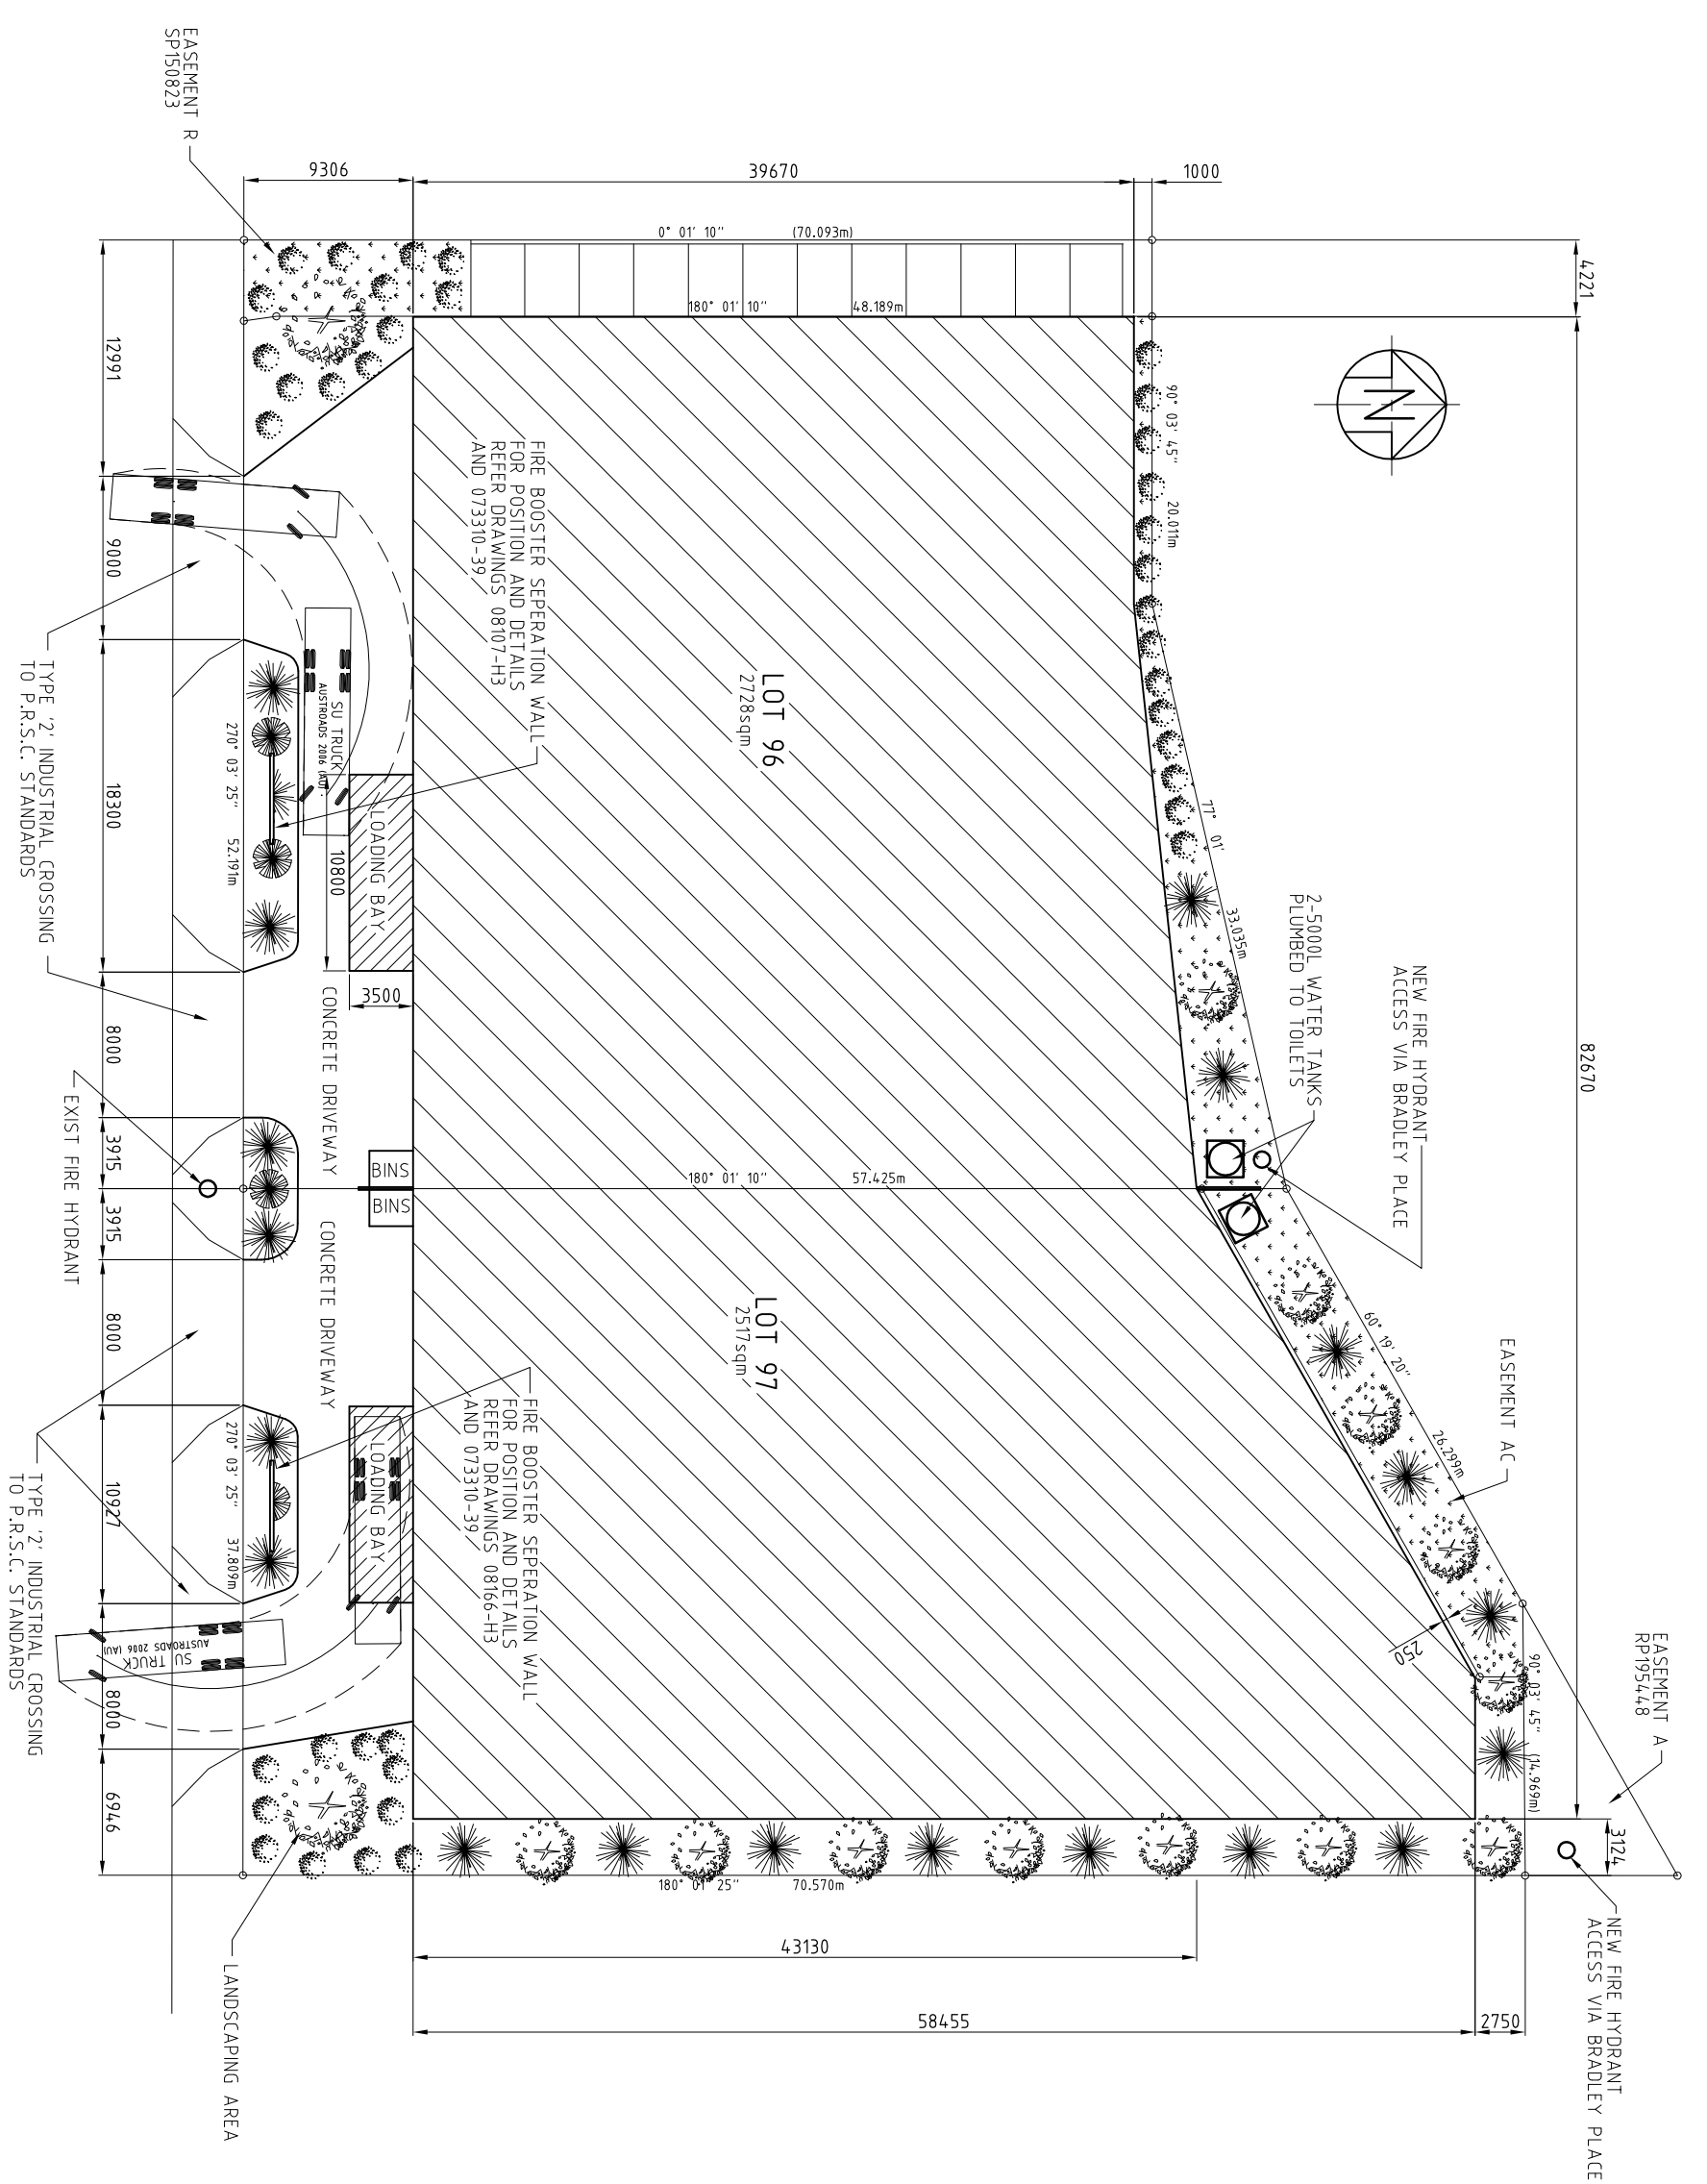 EASEMENT R
SP150823
9306
39670
1000
0° 01' 10"
(70.093m)
4221
180° 01' 10"
48.189m
12991
N
90° 03' 45"
20.011m
FIRE BOOSTER SEPERATION WALL
FOR POSITION AND DETAILS
REFER DRAWINGS 08107-H3
AND 073310-39
9000
TYPE '2' INDUSTRIAL CROSSING
TO P.R.S.C. STANDARDS
SU TRUCK
AUSTROADS 2006 (AU)
LOT 96
2728sqm
270° 03' 25"
52.191m
18300
LOADING BAY
10800
3500
77° 01'
33.035m
2-5000L WATER TANKS
PLUMBED TO TOILETS
NEW FIRE HYDRANT
ACCESS VIA BRADLEY PLACE
82670
CONCRETE DRIVEWAY
8000
EXIST FIRE HYDRANT
3915
BINS
180° 01' 10"
57.425m
BINS
3915
CONCRETE DRIVEWAY
8000
LOT 97
2517sqm
60° 19' 20"
26.299m
EASEMENT AC
FIRE BOOSTER SEPERATION WALL
FOR POSITION AND DETAILS
REFER DRAWINGS 08166-H3
AND 073310-39
LOADING BAY
270° 03' 25"
37.809m
10927
TYPE '2' INDUSTRIAL CROSSING
TO P.R.S.C. STANDARDS
SU TRUCK
AUSTROADS 2006 (AU)
8000
250
90° 03' 45"
(14.969m)
EASEMENT A
RP195448
6946
3124
180° 01' 25"
70.570m
NEW FIRE HYDRANT
ACCESS VIA BRADLEY PLACE
43130
58455
2750
LANDSCAPING AREA